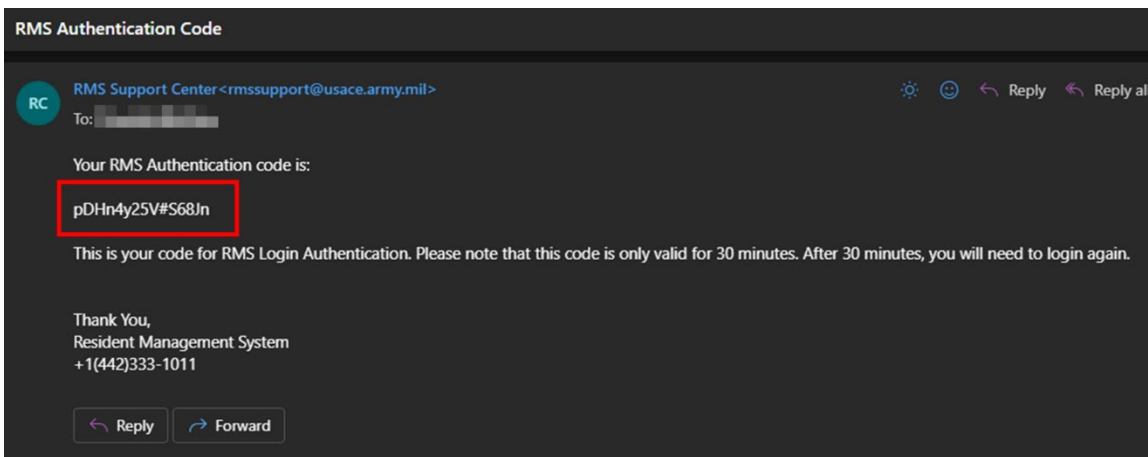 RMS Authentication Code
RC
RMS Support Center<rmssupport@usace.army.mil>
Reply
Reply all
To:
Your RMS Authentication code is:
pDHn4y25V#S68Jn
This is your code for RMS Login Authentication. Please note that this code is only valid for 30 minutes. After 30 minutes, you will need to login again.
Thank You,
Resident Management System
+1(442)333-1011
Reply
Forward